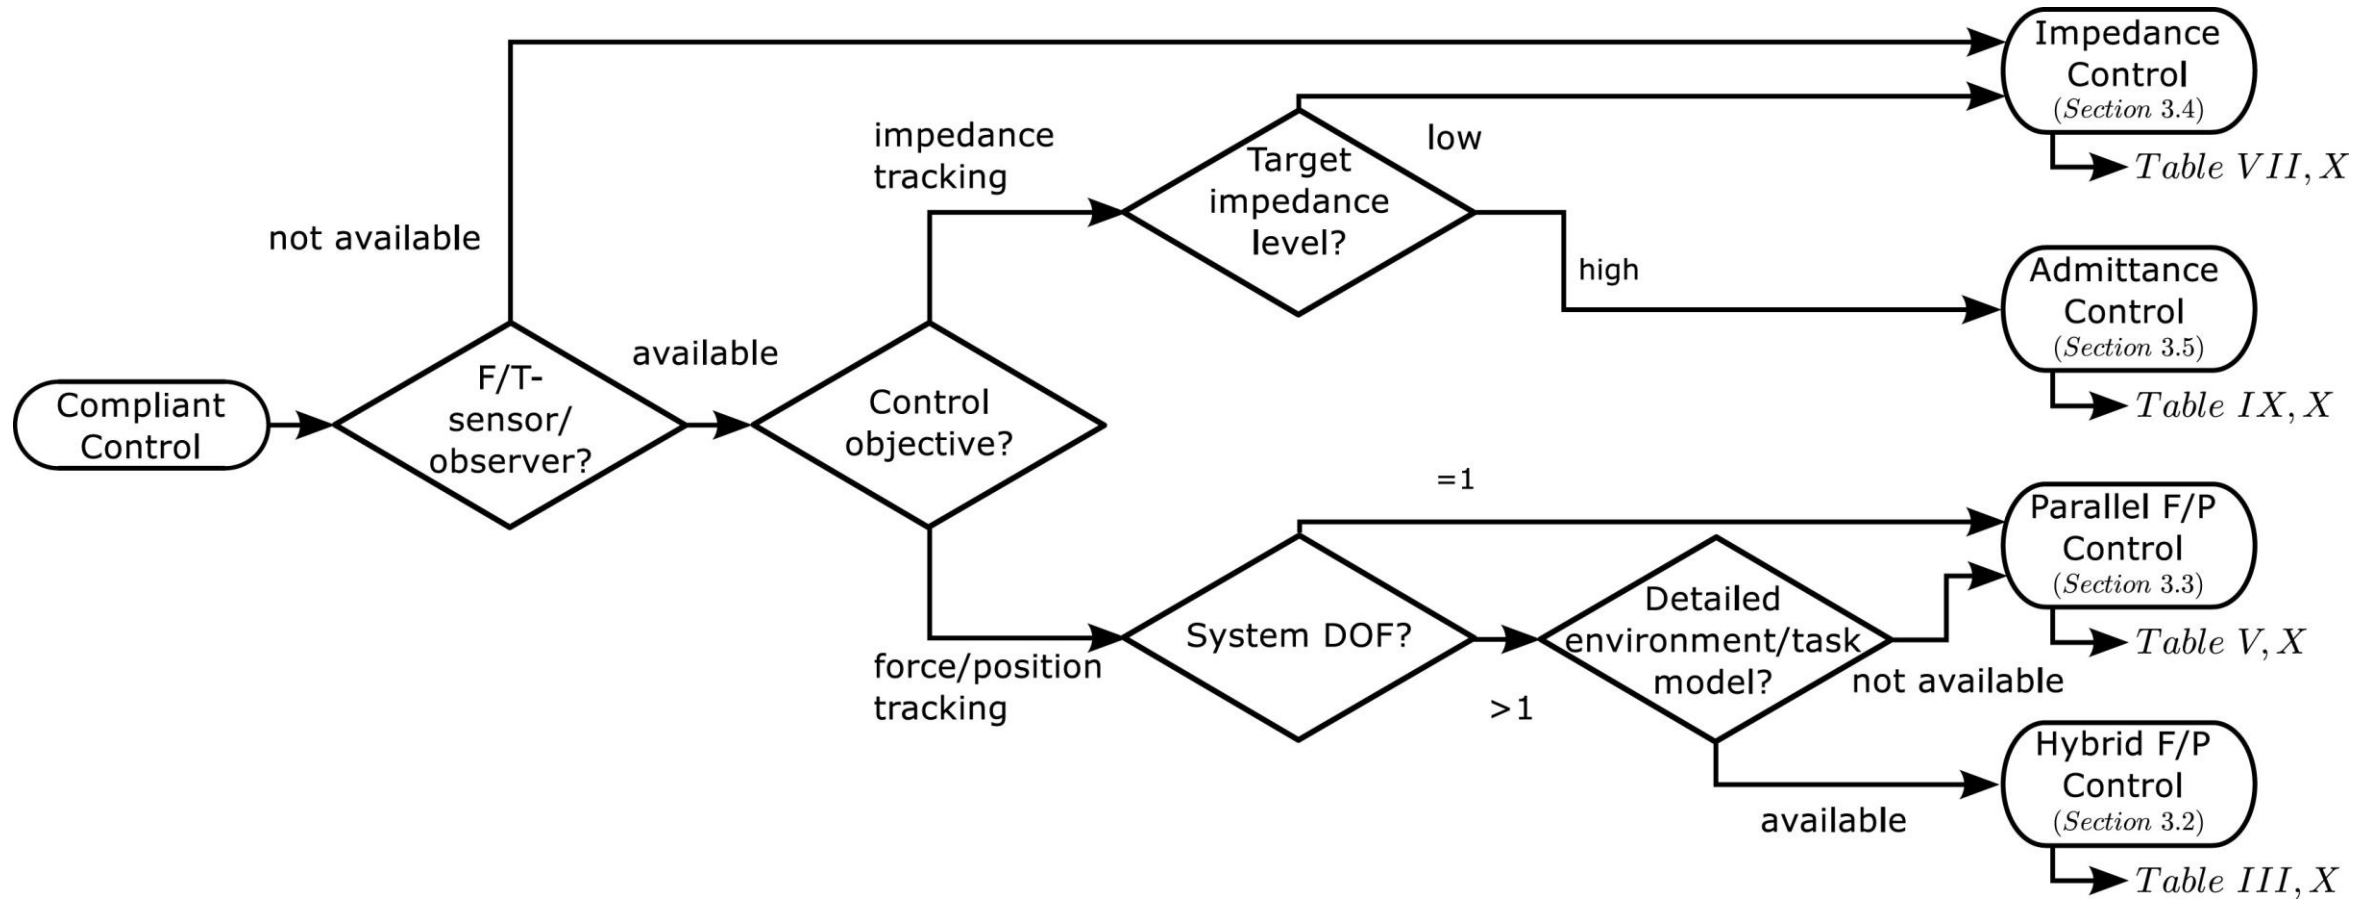 Compliant
Control
F/T-
sensor/
observer?
not available
available
Control
objective?
impedance
tracking
Target
impedance
level?
low
high
Impedance
Control
(Section 3.4)
Table VII, X
Admittance
Control
(Section 3.5)
Table IX, X
force/position
tracking
System DOF?
=1
>1
Detailed
environment/task
model?
not available
available
Parallel F/P
Control
(Section 3.3)
Table V, X
Hybrid F/P
Control
(Section 3.2)
Table III, X